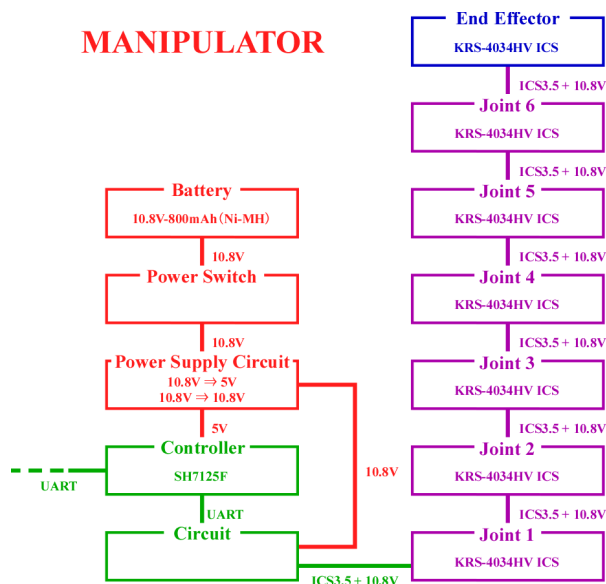 MANIPULATOR
End Effector
KRS-4034HV ICS
ICS3.5 + 10.8V
Joint 6
KRS-4034HV ICS
ICS3.5 + 10.8V
Joint 5
KRS-4034HV ICS
ICS3.5 + 10.8V
Joint 4
KRS-4034HV ICS
ICS3.5 + 10.8V
Joint 3
KRS-4034HV ICS
ICS3.5 + 10.8V
Joint 2
KRS-4034HV ICS
ICS3.5 + 10.8V
Joint 1
KRS-4034HV ICS
Battery
10.8V-800mAh(Ni-MH)
10.8V
Power Switch
10.8V
Power Supply Circuit
10.8V ⇒ 5V
10.8V ⇒ 10.8V
5V
10.8V
Controller
SH7125F
UART
UART
Circuit
ICS3.5 + 10.8V